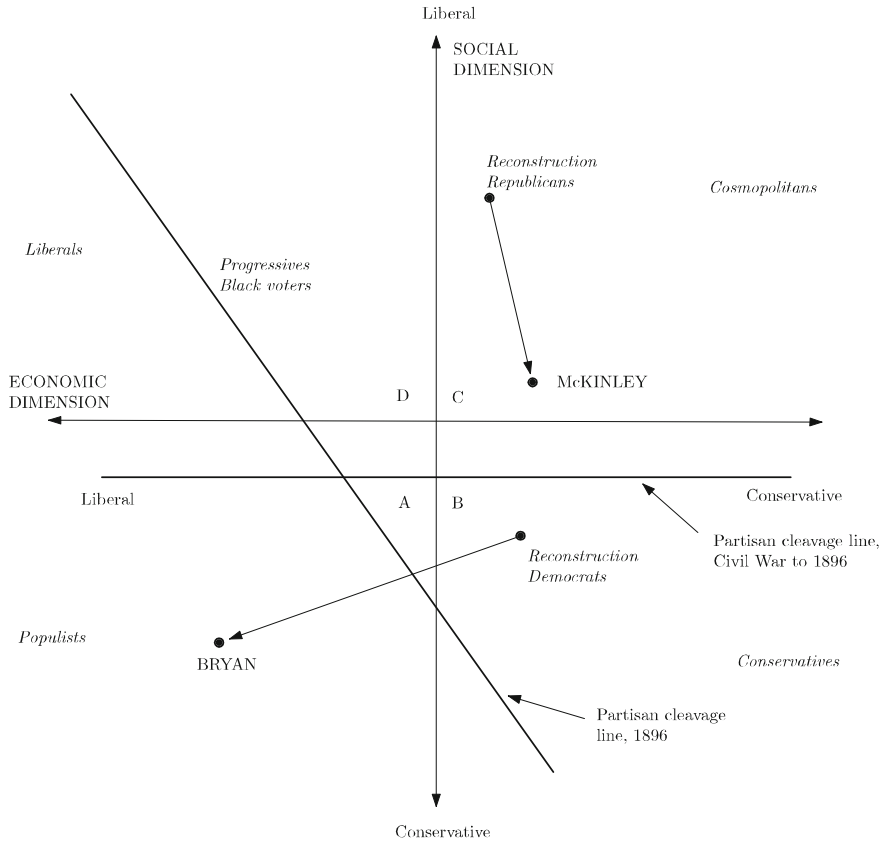 Liberal
SOCIAL
DIMENSION
Reconstruction
Republicans
Cosmopolitans
Liberals
Progressives
Black voters
ECONOMIC
DIMENSION
D
C
McKINLEY
Liberal
A
B
Conservative
Partisan cleavage line,
Civil War to 1896
Reconstruction
Democrats
Populists
BRYAN
Conservatives
Partisan cleavage
line, 1896
Conservative